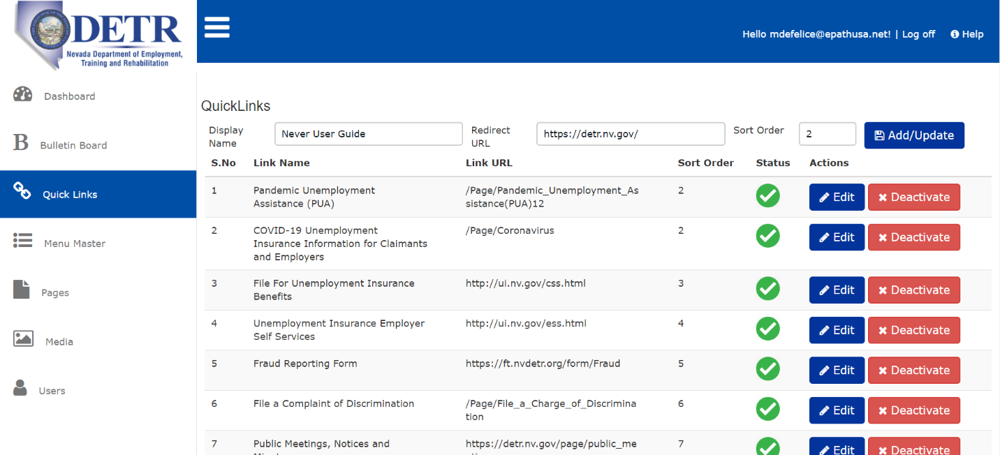 DETR
Nevada Department of Employment,
Training and Rehabilitation
Hello mdefelice@epathusa.net! | Log off Help
Dashboard
Bulletin Board
Quick Links
Menu Master
Pages
Media
Users
QuickLinks
Display
Name
Never User Guide
Redirect
URL
https://detr.nv.gov/
Sort Order
2
Add/Update
S.No Link Name Link URL Sort Order Status Actions
1 Pandemic Unemployment /Page/Pandemic_Unemployment_As 2 Edit Deactivate
Assistance (PUA) sistance(PUA)12
2 COVID-19 Unemployment /Page/Coronavirus 2 Edit Deactivate
Insurance Information for Claimants
and Employers
3 File For Unemployment Insurance http://ui.nv.gov/css.html 3 Edit Deactivate
Benefits
4 Unemployment Insurance Employer http://ui.nv.gov/ess.html 4 Edit Deactivate
Self Services
5 Fraud Reporting Form https://ft.nvdetr.org/form/Fraud 5 Edit Deactivate
6 File a Complaint of Discrimination /Page/File_a_Charge_of_Discrimina 6 Edit Deactivate
tion
7 Public Meetings, Notices and https://detr.nv.gov/page/public_me 7 Edit Deactivate